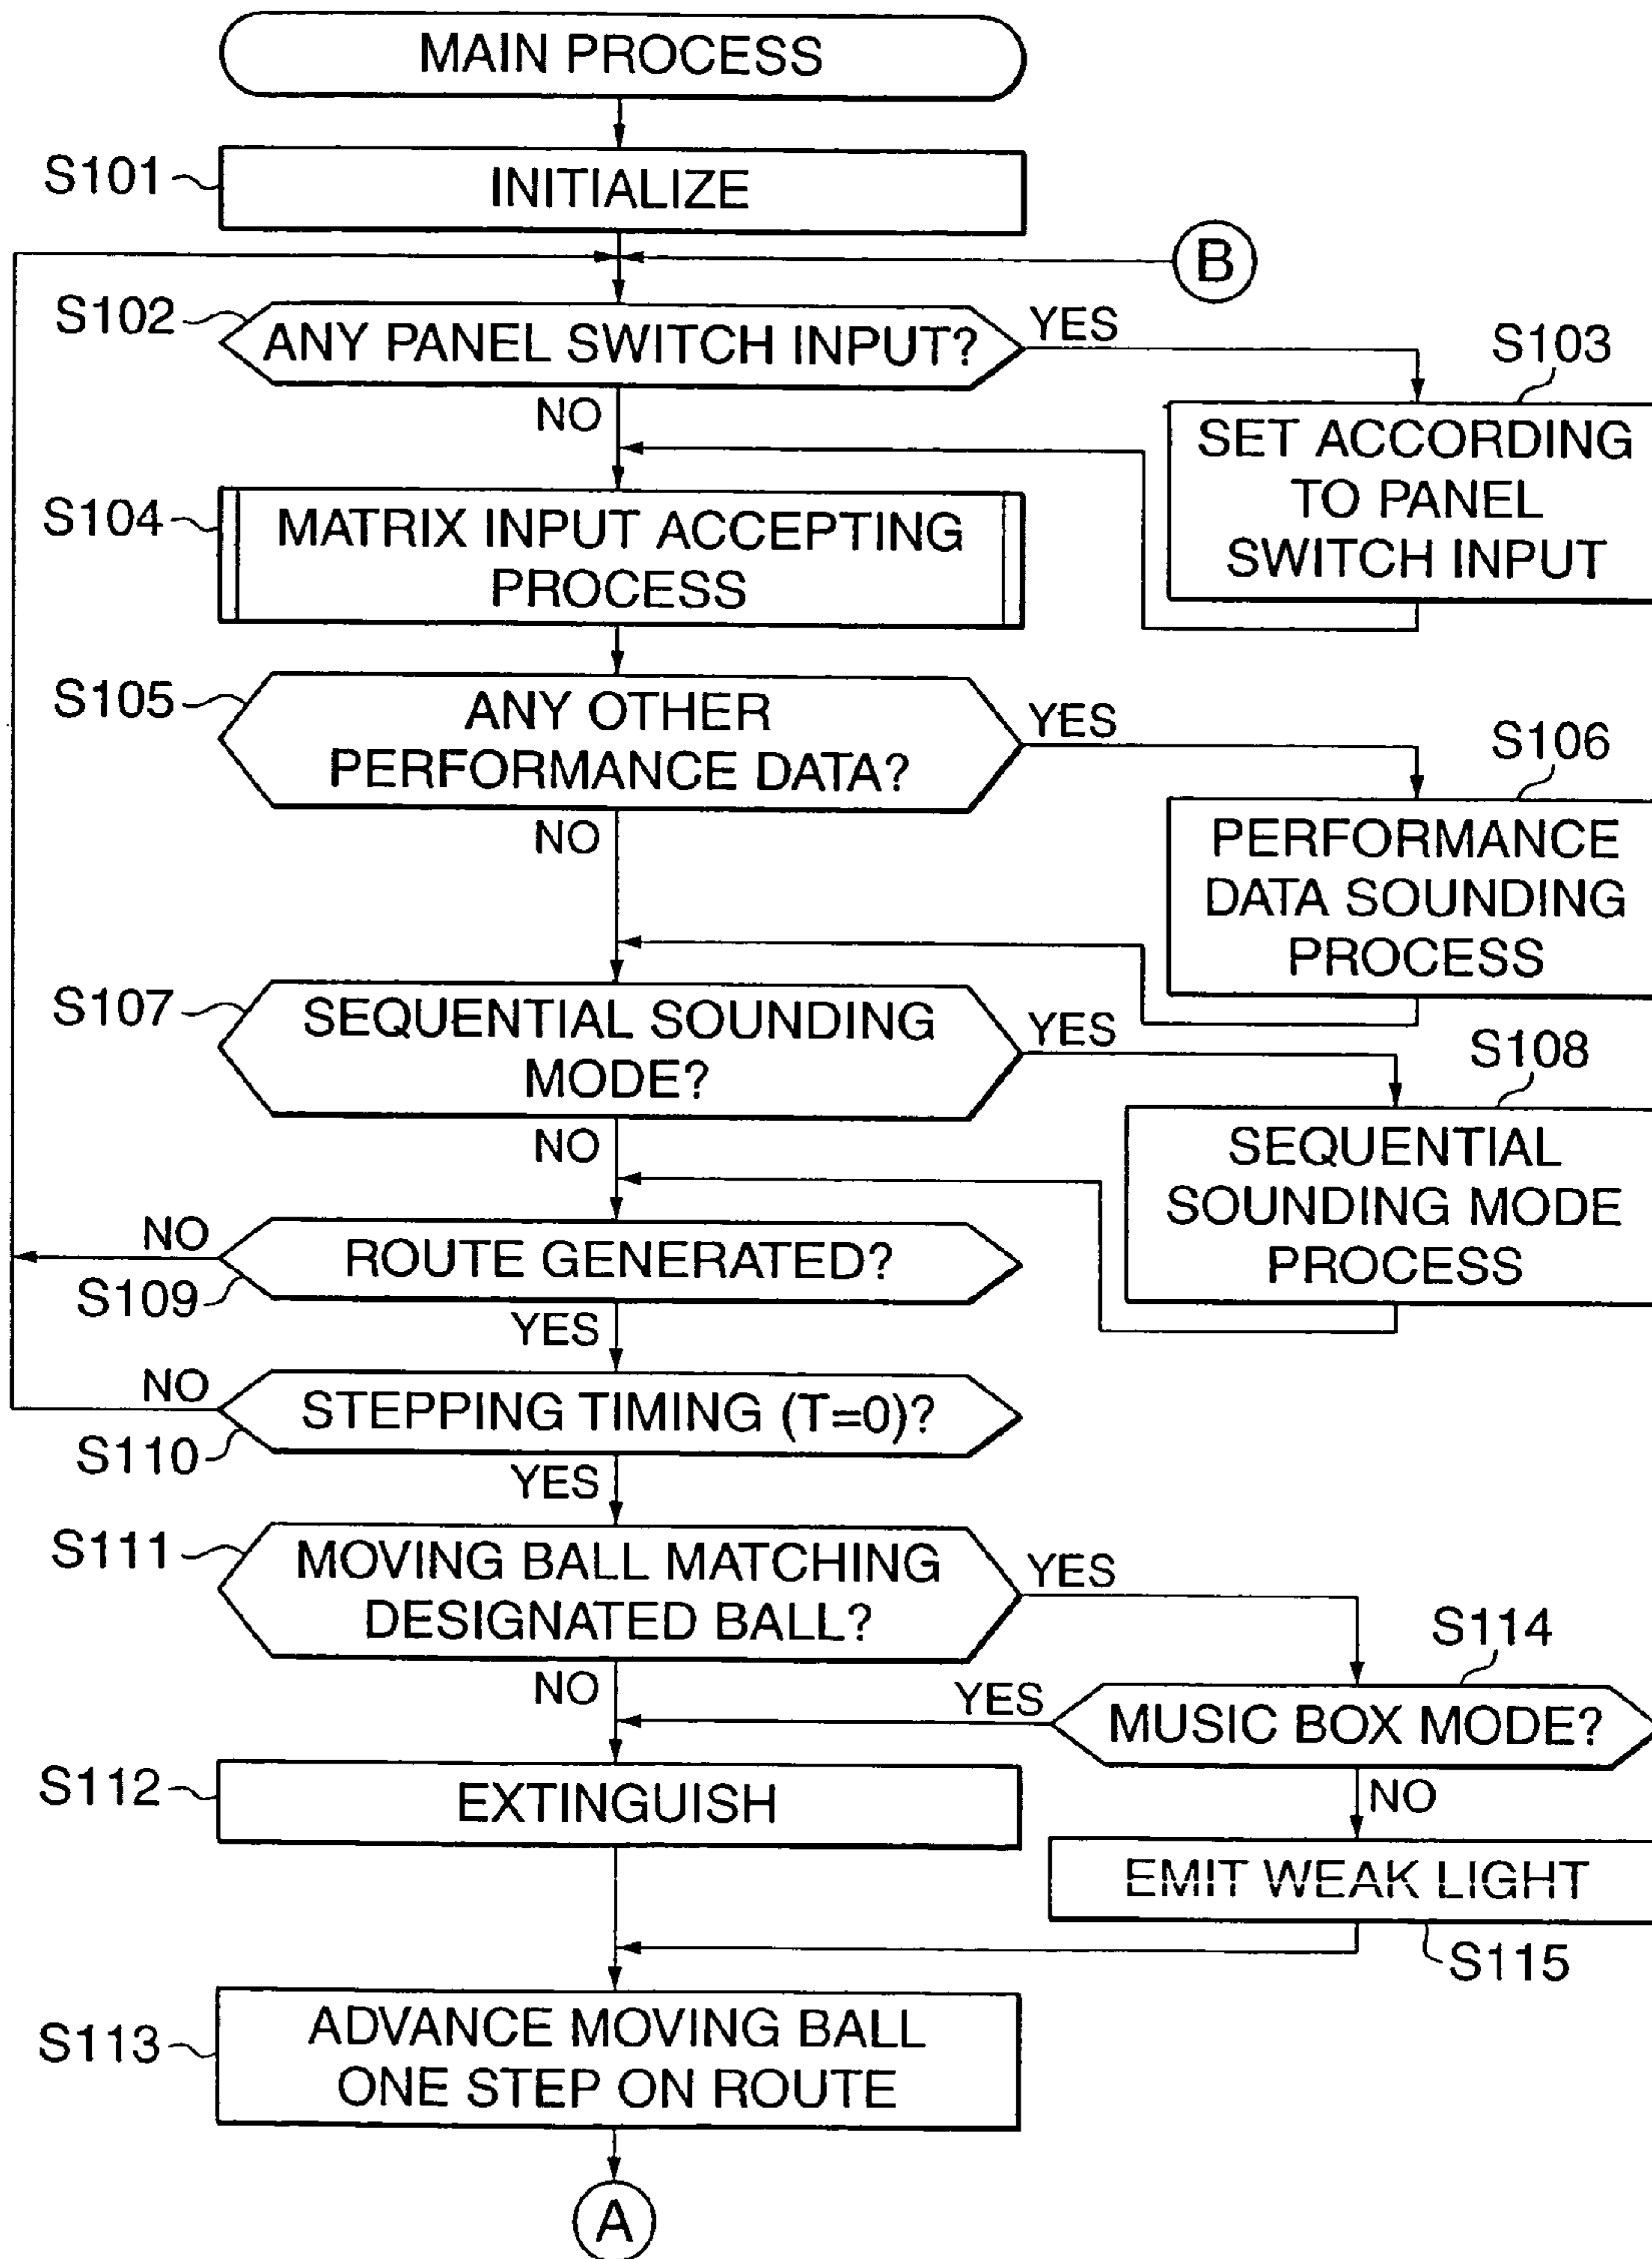 MAIN PROCESS
S101
INITIALIZE
B
S102
ANY PANEL SWITCH INPUT?
YES
NO
S103
SET ACCORDING
TO PANEL
SWITCH INPUT
S104
MATRIX INPUT ACCEPTING
PROCESS
S105
ANY OTHER
PERFORMANCE DATA?
YES
NO
S106
PERFORMANCE
DATA SOUNDING
PROCESS
S107
SEQUENTIAL SOUNDING
MODE?
YES
NO
S108
SEQUENTIAL
SOUNDING MODE
PROCESS
NO
ROUTE GENERATED?
S109
YES
NO
STEPPING TIMING (T=0)?
S110
YES
S111
MOVING BALL MATCHING
DESIGNATED BALL?
YES
NO
S114
YES
MUSIC BOX MODE?
NO
S112
EXTINGUISH
EMIT WEAK LIGHT
S115
S113
ADVANCE MOVING BALL
ONE STEP ON ROUTE
A